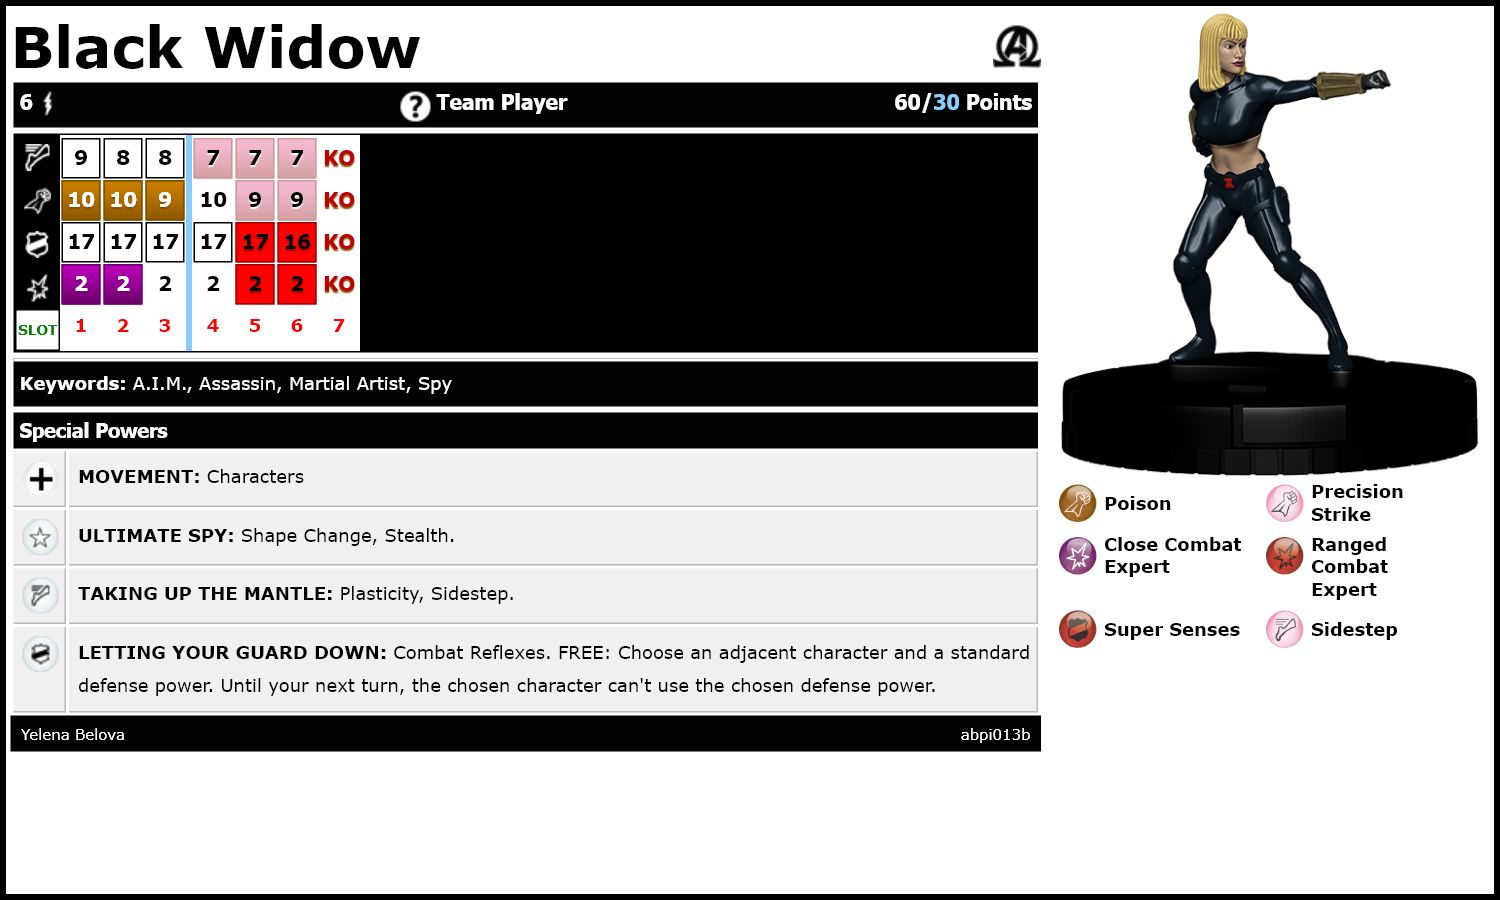 Black Widow
6 Team Player 60/30 Points
9 8 8 7 7 7 KO
10 10 9 10 9 9 KO
17 17 17 17 17 16 KO
2 2 2 2 2 2 KO
SLOT 1 2 3 4 5 6 7
Keywords: A.I.M., Assassin, Martial Artist, Spy
Special Powers
MOVEMENT: Characters
ULTIMATE SPY: Shape Change, Stealth.
TAKING UP THE MANTLE: Plasticity, Sidestep.
LETTING YOUR GUARD DOWN: Combat Reflexes. FREE: Choose an adjacent character and a standard
defense power. Until your next turn, the chosen character can't use the chosen defense power.
Yelena Belova abpi013b
Poison
Precision
Strike
Close Combat
Expert
Ranged
Combat
Expert
Super Senses
Sidestep